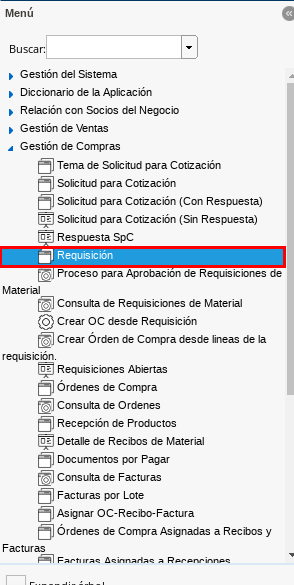 Menú
Buscar:
Gestión del Sistema
Diccionario de la Aplicación
Relación con Socios del Negocio
Gestión de Ventas
Gestión de Compras
Tema de Solicitud para Cotización
Solicitud para Cotización
Solicitud para Cotización (Con Respuesta)
Solicitud para Cotización (Sin Respuesta)
Respuesta SpC
Requisición
Proceso para Aprobación de Requisiciones de
Material
Consulta de Requisiciones de Material
Crear OC desde Requisición
Crear Órden de Compra desde lineas de la
requisición.
Requisiciones Abiertas
Órdenes de Compra
Consulta de Ordenes
Recepción de Productos
Detalle de Recibos de Material
Documentos por Pagar
Consulta de Facturas
Facturas por Lote
Asignar OC-Recibo-Factura
Órdenes de Compra Asignadas a Recibos y
Facturas
Facturas Asignadas a Recepciones
Expandir árbol